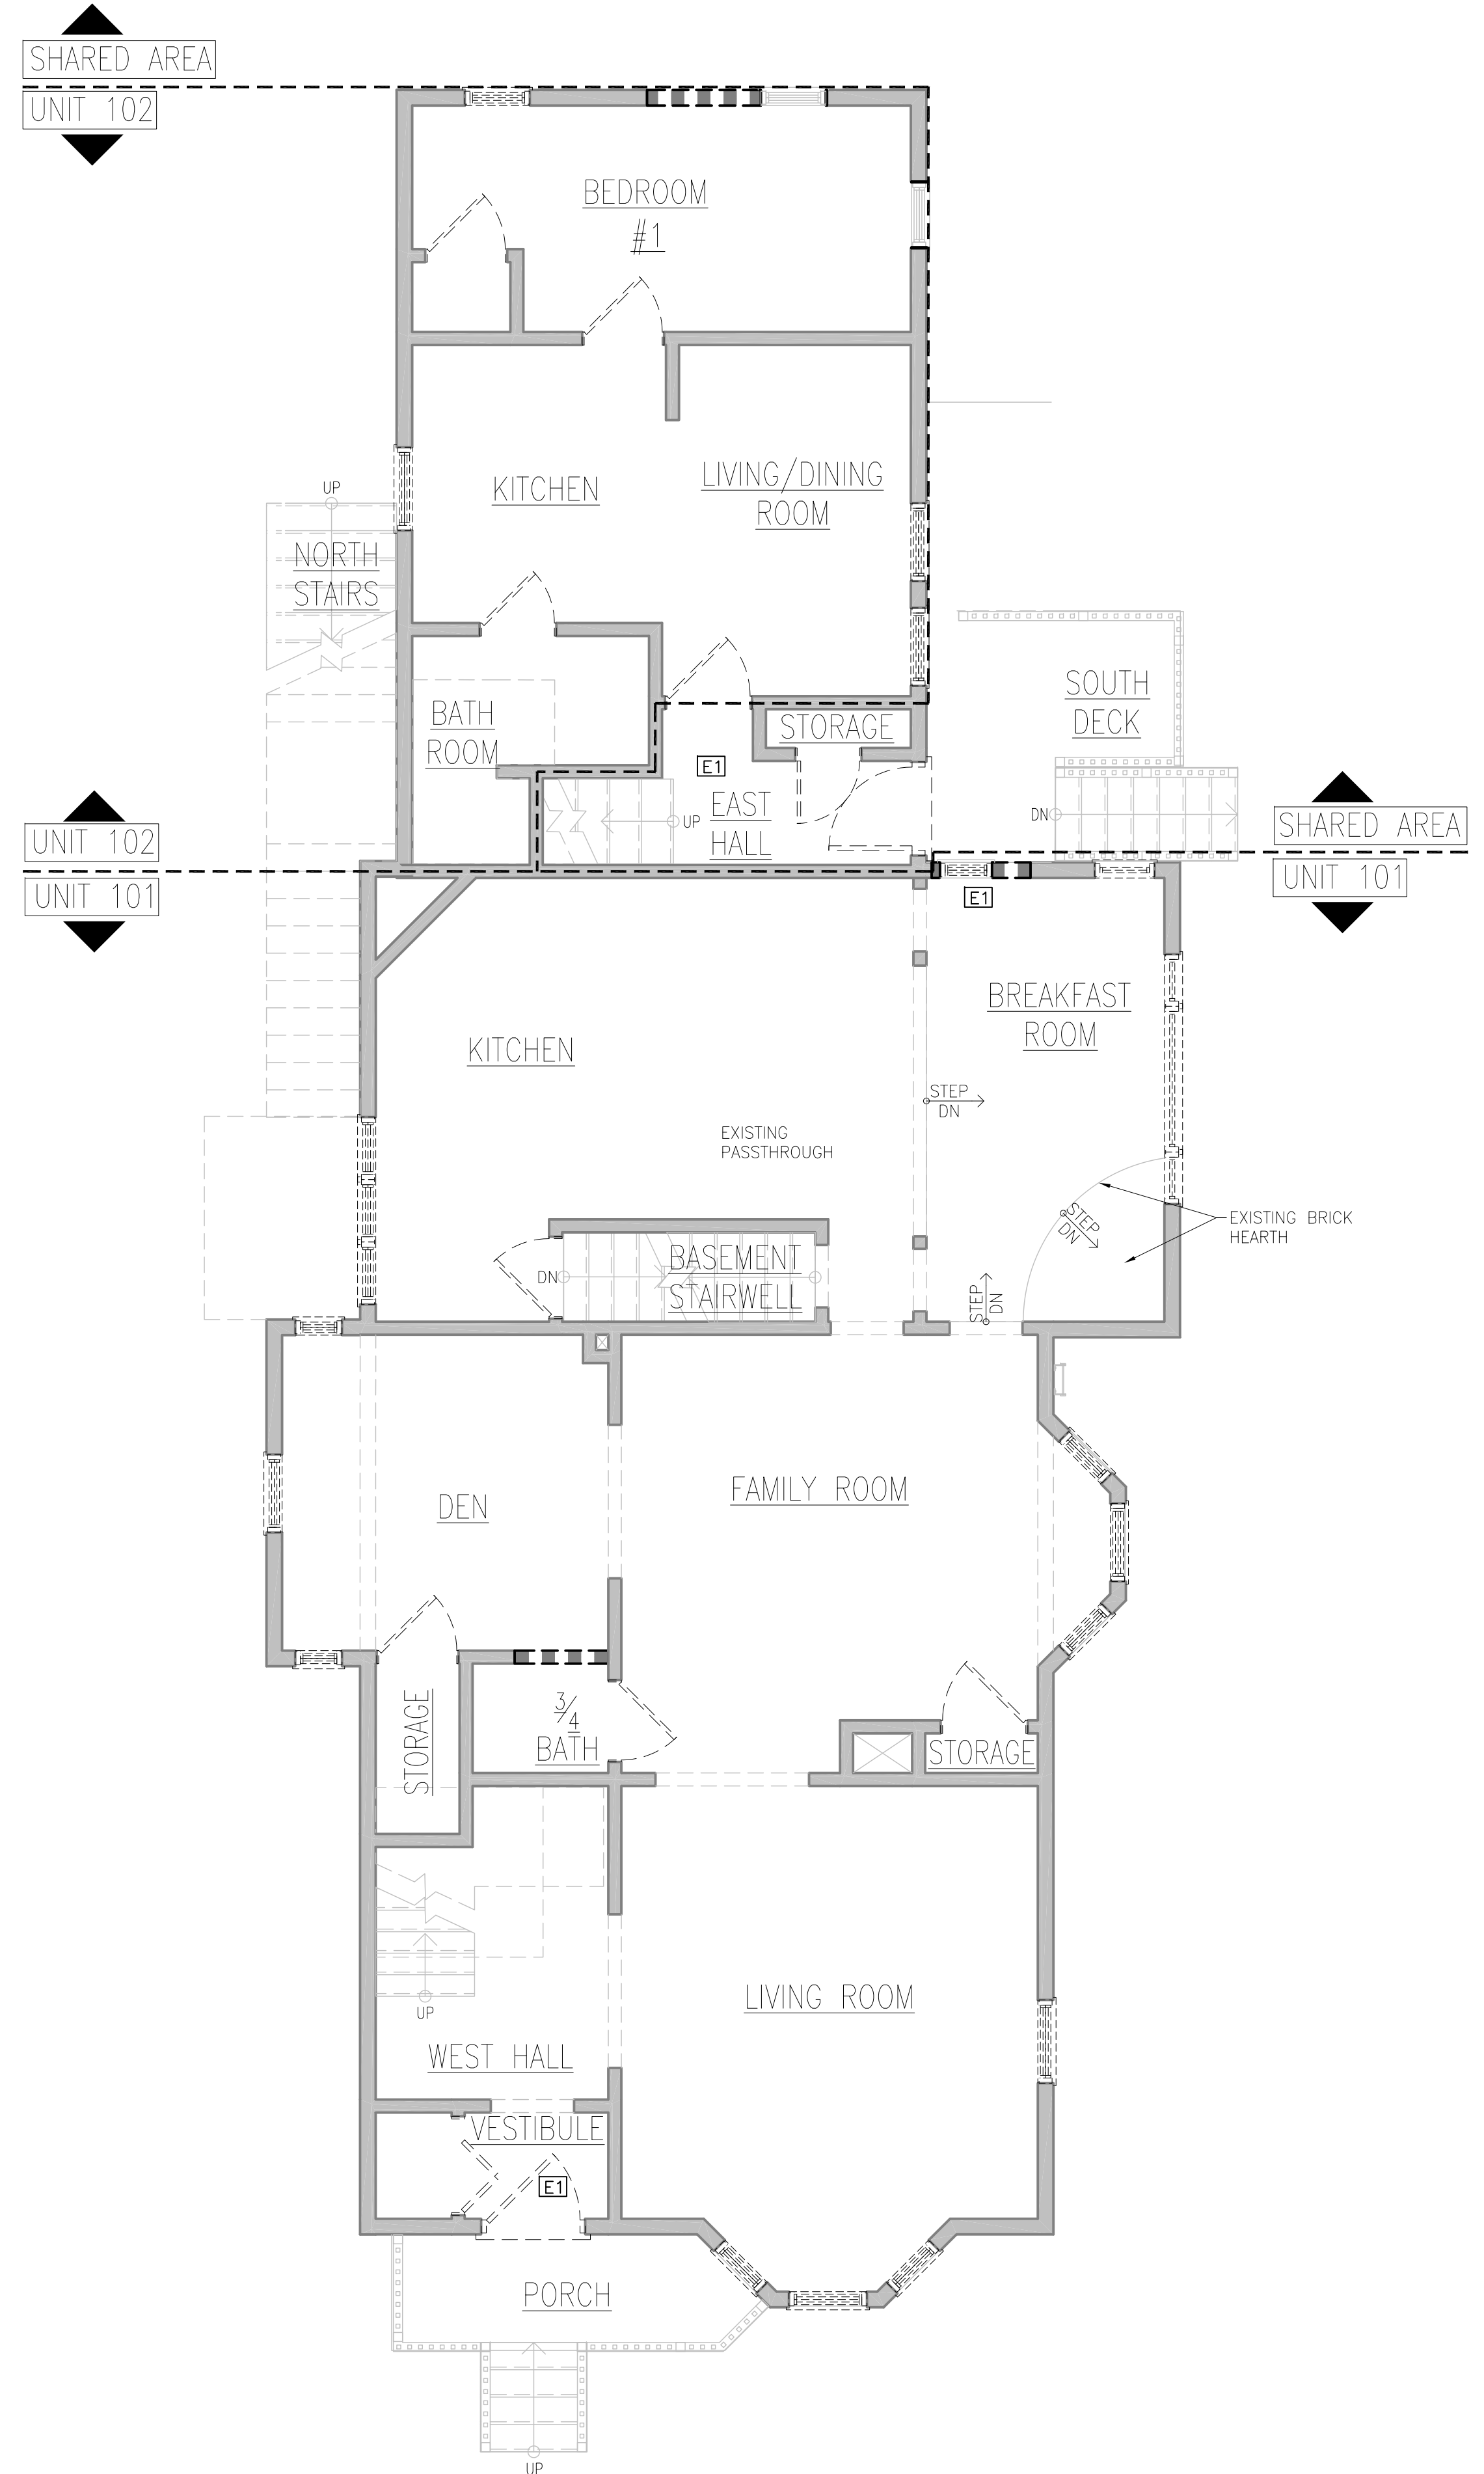 SHARED AREA
UNIT 102
BEDROOM
#1
KITCHEN
LIVING/DINING
ROOM
UP
NORTH
STAIRS
BATH
ROOM
STORAGE
E1
EAST
HALL
UP
SOUTH
DECK
DN
UNIT 102
UNIT 101
SHARED AREA
UNIT 101
E1
KITCHEN
BREAKFAST
ROOM
STEP
DN
EXISTING
PASSTHROUGH
STEP
DN
EXISTING BRICK
HEARTH
DN
BASEMENT
STAIRWELL
STEP
DN
DEN
FAMILY ROOM
STORAGE
3/4
BATH
STORAGE
UP
LIVING ROOM
WEST HALL
VESTIBULE
E1
PORCH
UP